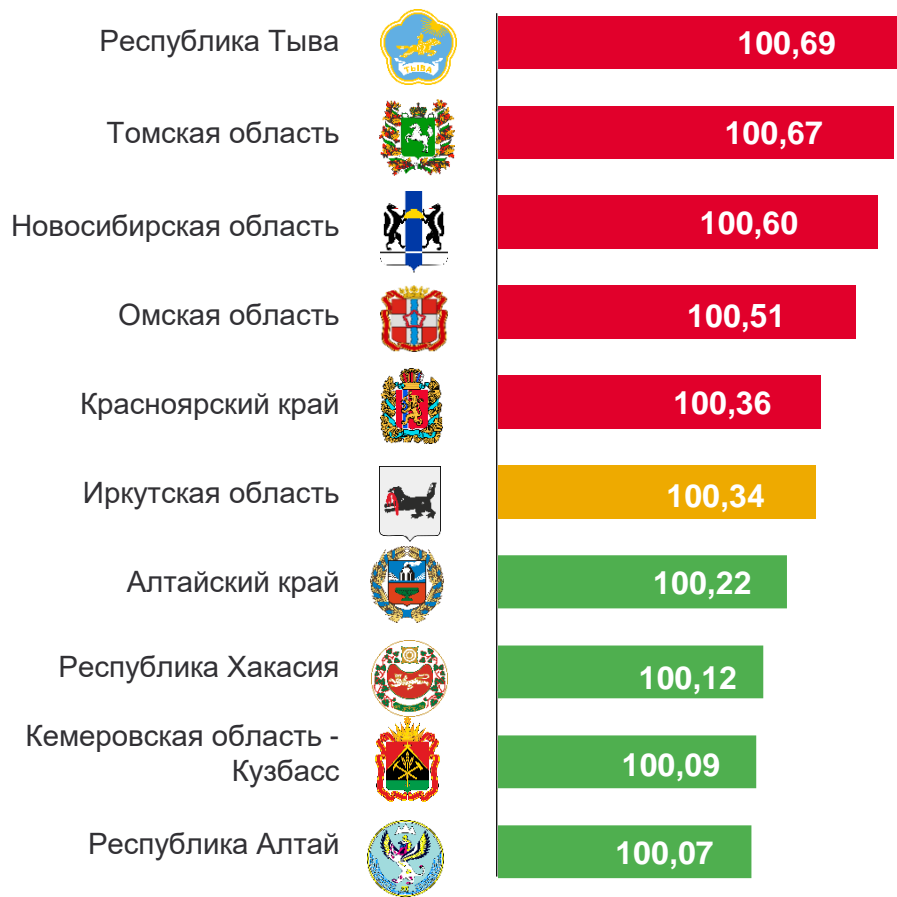 Республика Тыва
ТЫВА
100,69
Томская область
100,67
Новосибирская область
100,60
Омская область
100,51
Красноярский край
100,36
Иркутская область
100,34
Алтайский край
100,22
Республика Хакасия
100,12
Кемеровская область -
Кузбасс
100,09
Республика Алтай
100,07